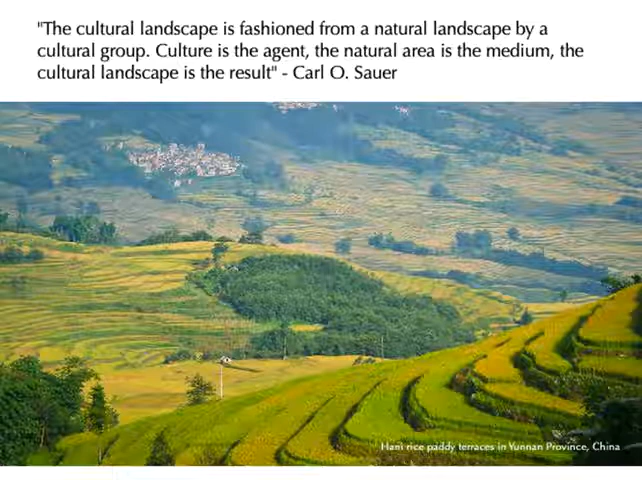 "The cultural landscape is fashioned from a natural landscape by a
cultural group. Culture is the agent, the natural area is the medium, the
cultural landscape is the result" - Carl O. Sauer
Hani rice paddy terraces in Yunnan Province, China